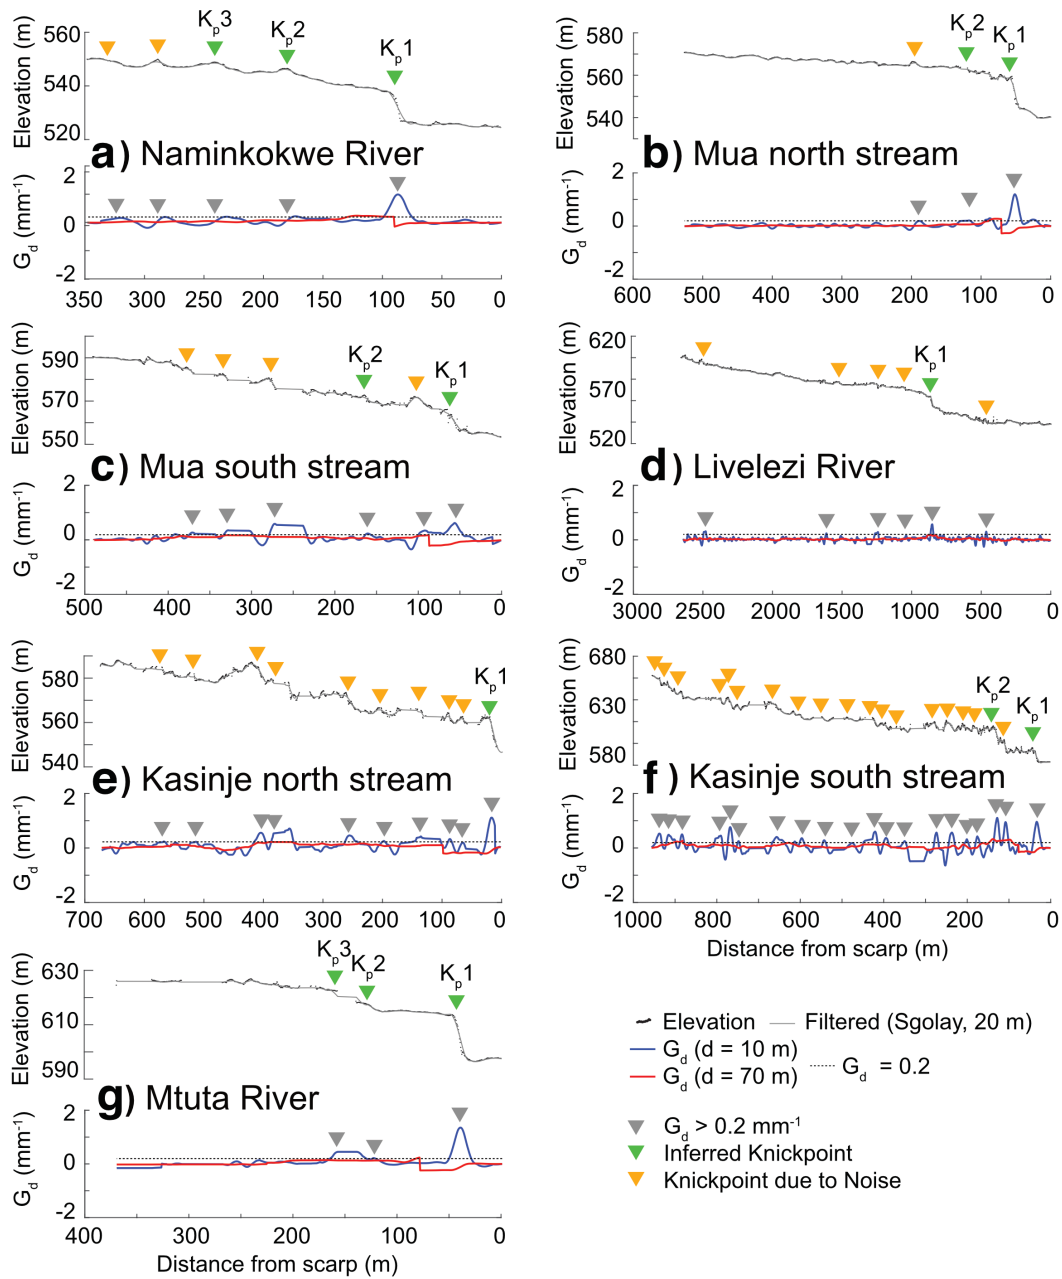 560
540
520
Elevation (m)
Kp3
Kp2
Kp1
a) Naminkokwe River
2
0
-2
Gd (mm-1)
350 300 250 200 150 100 50 0
580
560
540
Elevation (m)
Kp2
Kp1
b) Mua north stream
2
0
-2
Gd (mm-1)
600 500 400 300 200 100 0
590
570
550
Elevation (m)
Kp2
Kp1
c) Mua south stream
2
0
-2
Gd (mm-1)
500 400 300 200 100 0
620
570
520
Elevation (m)
Kp1
d) Livelezi River
2
0
-2
Gd (mm-1)
3000 2000 1500 1000 500 0
580
560
540
Elevation (m)
Kp1
e) Kasinje north stream
2
0
-2
Gd (mm-1)
700 600 500 400 300 200 100 0
680
630
580
Elevation (m)
Kp2
Kp1
f) Kasinje south stream
2
0
-2
Gd (mm-1)
1000 800 600 400 200 0
Distance from scarp (m)
630
610
590
Elevation (m)
Kp3
Kp2
Kp1
g) Mtuta River
2
0
-2
Gd (mm-1)
400 300 200 100 0
Distance from scarp (m)
Elevation Filtered (Sgolay, 20 m)
Gd (d = 10 m)
Gd = 0.2
Gd (d = 70 m)
Gd > 0.2 mm-1
Inferred Knickpoint
Knickpoint due to Noise